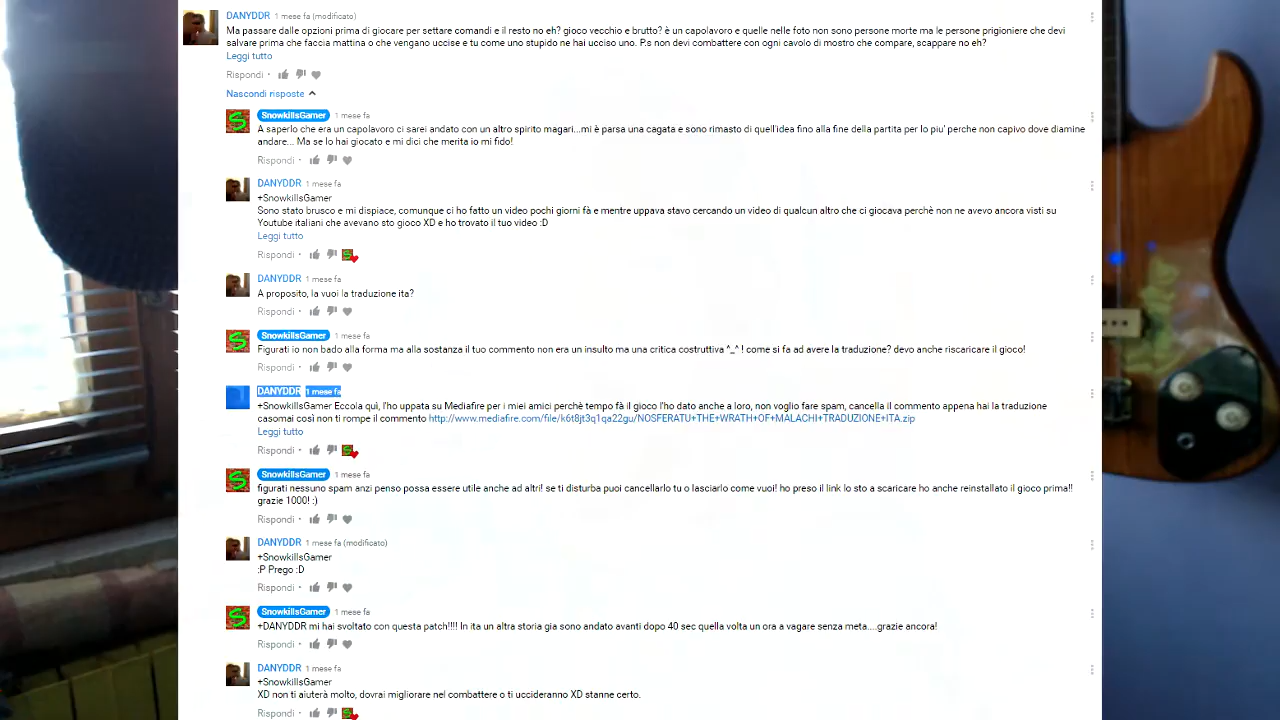 DANYDDR 1 mese fa (modificato)
Ma passare dalle opzioni prima di giocare per settare comandi e il resto no eh? gioco vecchio e brutto? è un capolavoro e quelle nelle foto non sono persone morte ma le persone prigioniere che devi
salvare prima che faccia mattina o che vengano uccise e tu come uno stupido ne hai ucciso uno. P.s non devi combattere con ogni cavolo di mostro che compare, scappare no eh?
Leggi tutto
Rispondi •
Nascondi risposte
SnowkillsGamer 1 mese fa
A saperlo che era un capolavoro ci sarei andato con un altro spirito magari...mi è parsa una cagata e sono rimasto di quell'idea fino alla fine della partita per lo piu' perche non capivo dove diamine
andare... Ma se lo hai giocato e mi dici che merita io mi fido!
Rispondi •
DANYDDR 1 mese fa
+SnowkillsGamer
Sono stato brusco e mi dispiace, comunque ci ho fatto un video pochi giorni fà e mentre uppava stavo cercando un video di qualcun altro che ci giocava perchè non ne avevo ancora visti su
Youtube italiani che avevano sto gioco XD e ho trovato il tuo video :D
Leggi tutto
Rispondi •
DANYDDR 1 mese fa
A proposito, la vuoi la traduzione ita?
Rispondi •
SnowkillsGamer 1 mese fa
Figurati io non bado alla forma ma alla sostanza il tuo commento non era un insulto ma una critica costruttiva ^_^ ! come si fa ad avere la traduzione? devo anche riscaricare il gioco!
Rispondi •
DANYDDR 1 mese fa
+SnowkillsGamer Eccola quì, l'ho uppata su Mediafire per i miei amici perchè tempo fà il gioco l'ho dato anche a loro, non voglio fare spam, cancella il commento appena hai la traduzione
casomai così non ti rompe il commento http://www.mediafire.com/file/k6t8jt3q1qa22gu/NOSFERATU+THE+WRATH+OF+MALACHI+TRADUZIONE+ITA.zip
Leggi tutto
Rispondi •
SnowkillsGamer 1 mese fa
figurati nessuno spam anzi penso possa essere utile anche ad altri! se ti disturba puoi cancellarlo tu o lasciarlo come vuoi! ho preso il link lo sto a scaricare ho anche reinstallato il gioco prima!!
grazie 1000! :)
Rispondi •
DANYDDR 1 mese fa (modificato)
+SnowkillsGamer
:P Prego :D
Rispondi •
SnowkillsGamer 1 mese fa
+DANYDDR mi hai svoltato con questa patch!!!! In ita un altra storia gia sono andato avanti dopo 40 sec quella volta un ora a vagare senza meta....grazie ancora!
Rispondi •
DANYDDR 1 mese fa
+SnowkillsGamer
XD non ti aiuterà molto, dovrai migliorare nel combattere o ti uccideranno XD stanne certo.
Rispondi •